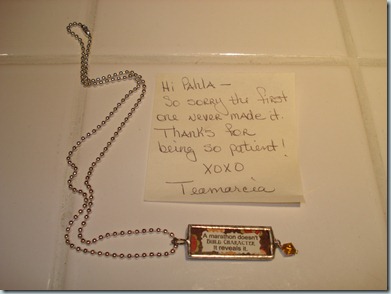 Hi Pahla -
So sorry the first
one never made it.
Thanks for
being so patient!
XOXO
Teamarcia
A marathon doesn't
BUILD CHARACTER
it reveals it.